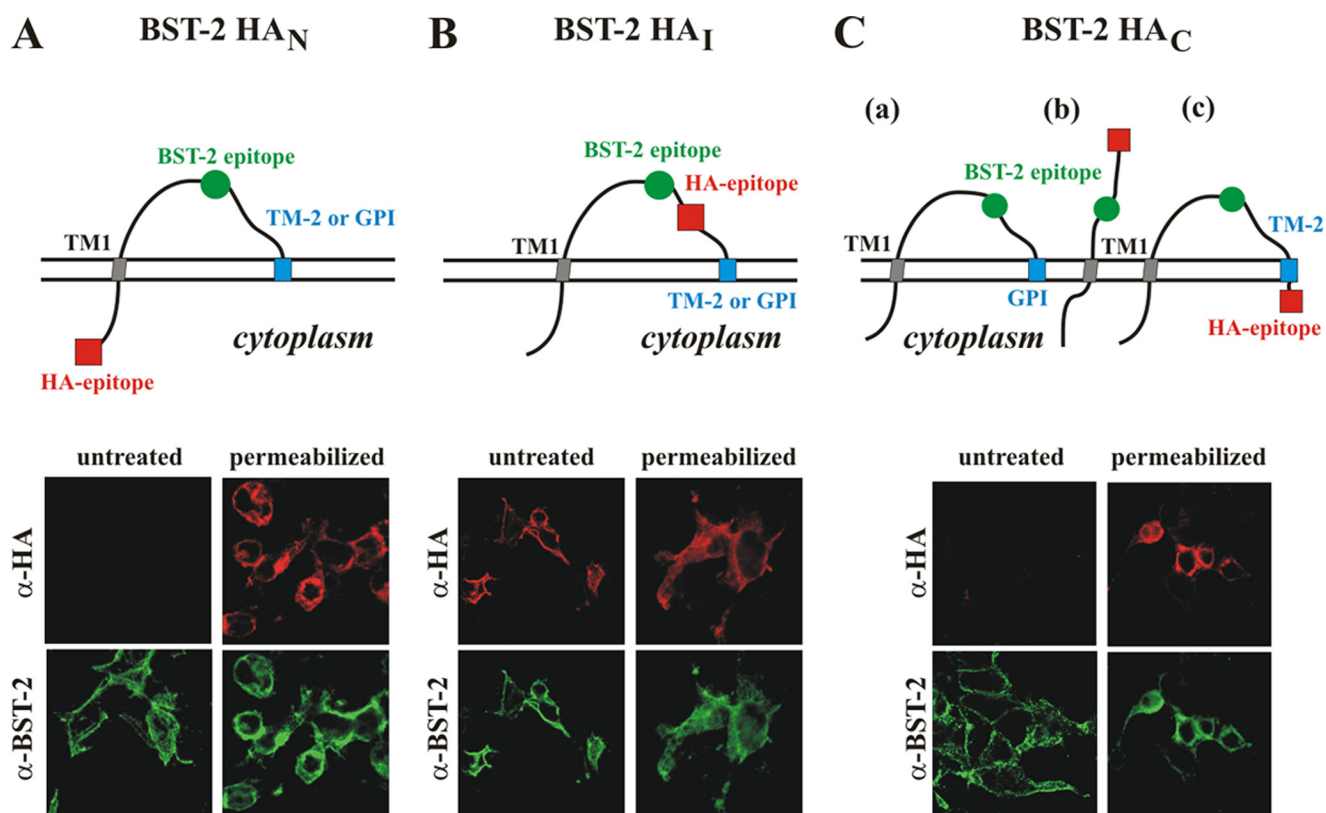 A BST-2 HAN
BST-2 epitope
TM-2 or GPI
TM1
cytoplasm
HA-epitope
untreated permeabilized
α-HA
α-BST-2
B BST-2 HAI
BST-2 epitope
HA-epitope
TM1
TM-2 or GPI
cytoplasm
untreated permeabilized
α-HA
α-BST-2
C BST-2 HAC
(a) (b) (c)
BST-2 epitope
TM1 TM1 TM-2
GPI
cytoplasm HA-epitope
untreated permeabilized
α-HA
α-BST-2